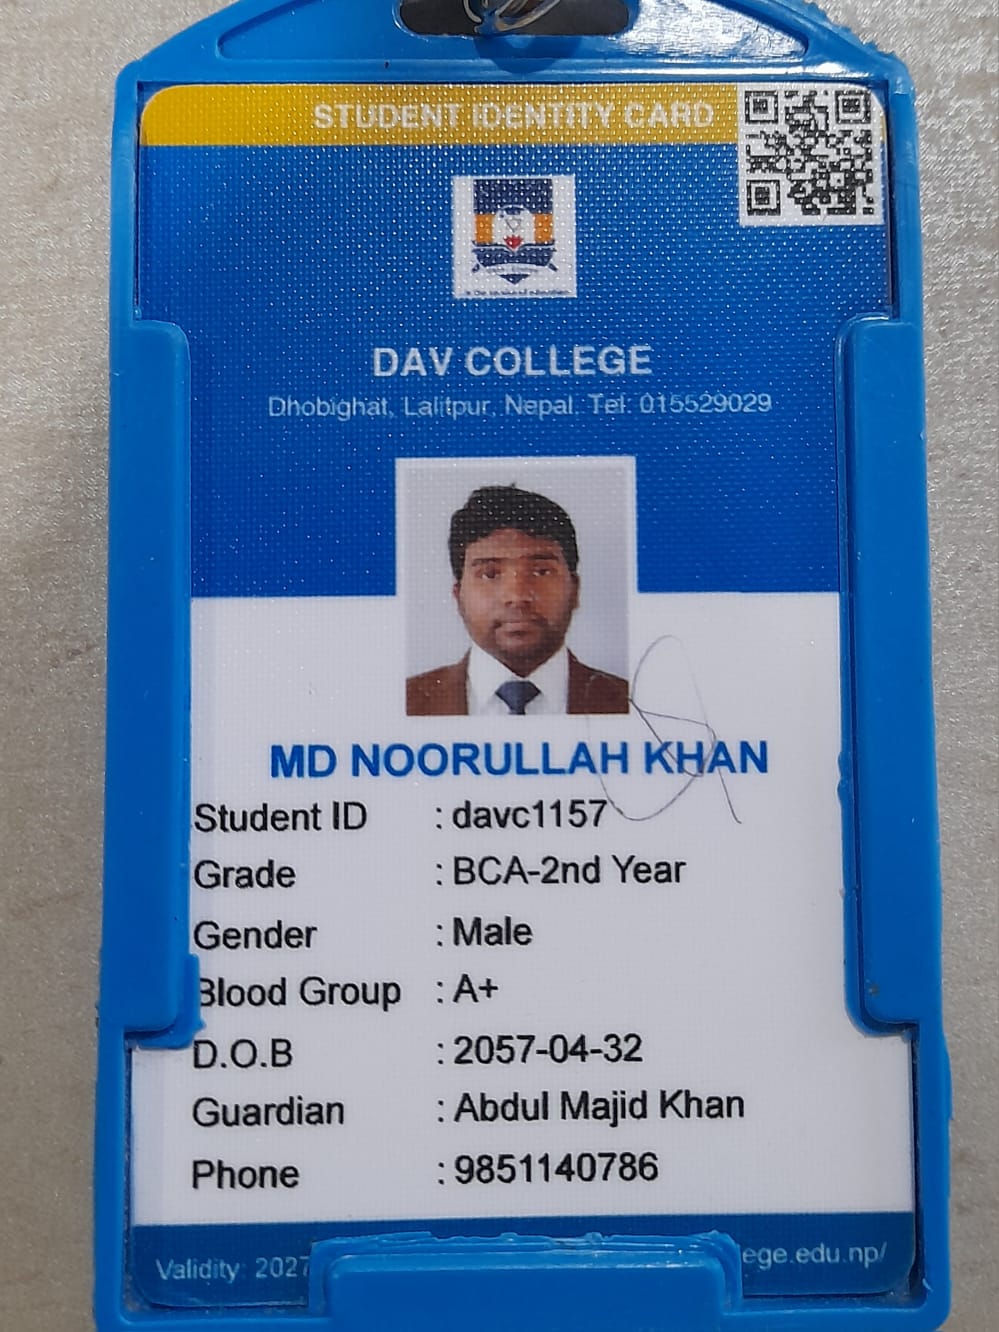 STUDENT IDENTITY CARD
DAV COLLEGE
Dhobighat, Lalitpur, Nepal. Tel: 015529029
MD NOORULLAH KHAN
Student ID : davc1157
Grade : BCA-2nd Year
Gender : Male
Blood Group : A+
D.O.B : 2057-04-32
Guardian : Abdul Majid Khan
Phone : 9851140786
Validity: 2027 ege.edu.np/